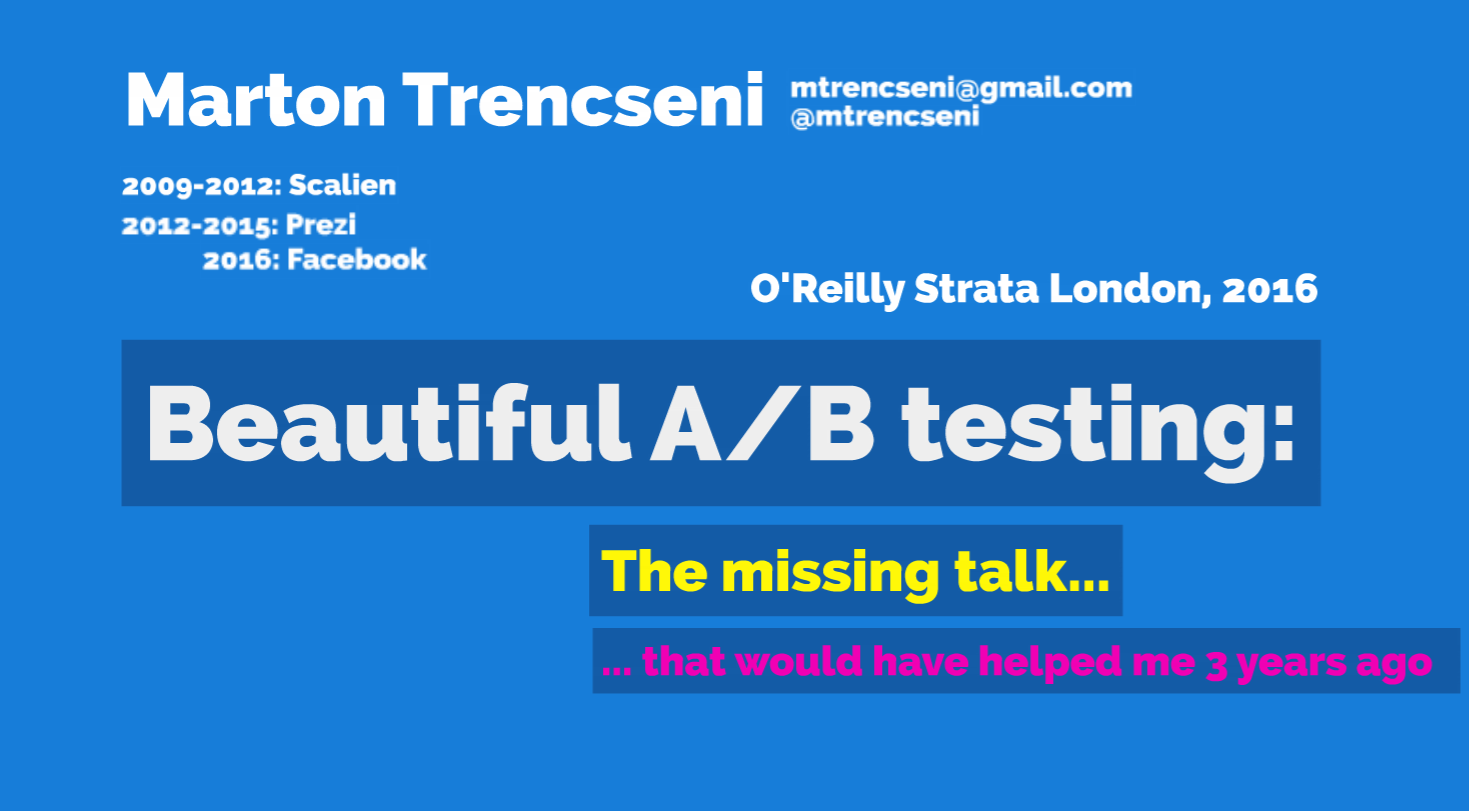 Marton Trencseni
mtrencseni@gmail.com
@mtrencseni
2009-2012: Scalien
2012-2015: Prezi
2016: Facebook
O'Reilly Strata London, 2016
Beautiful A/B testing:
The missing talk...
... that would have helped me 3 years ago